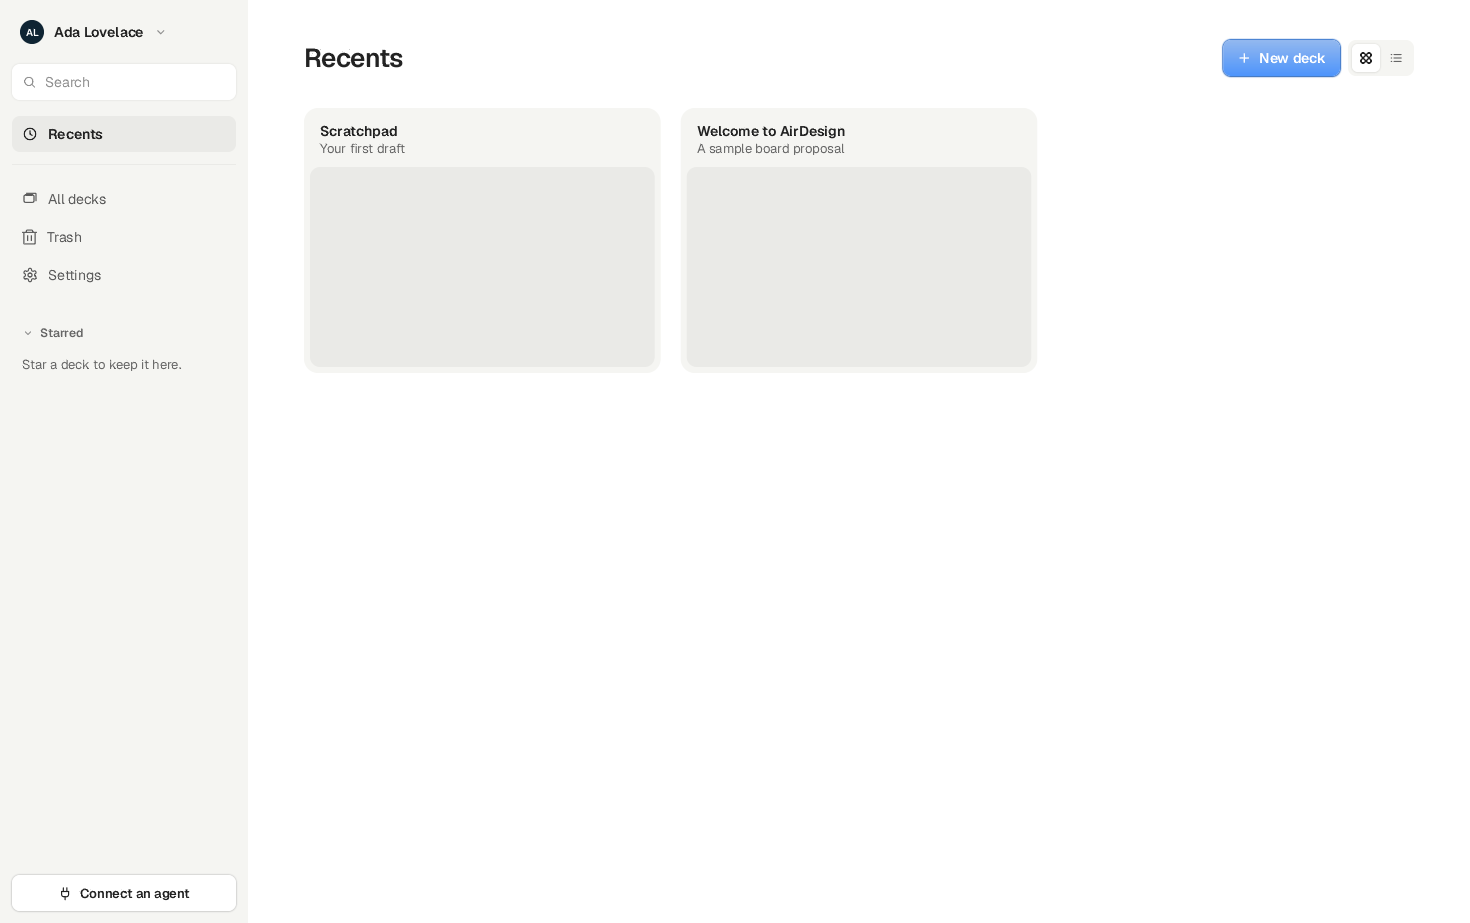 AL
Ada Lovelace
Search
Recents
All decks
Trash
Settings
Starred
Star a deck to keep it here.
Connect an agent
Recents
New deck
Scratchpad
Your first draft
Welcome to AirDesign
A sample board proposal